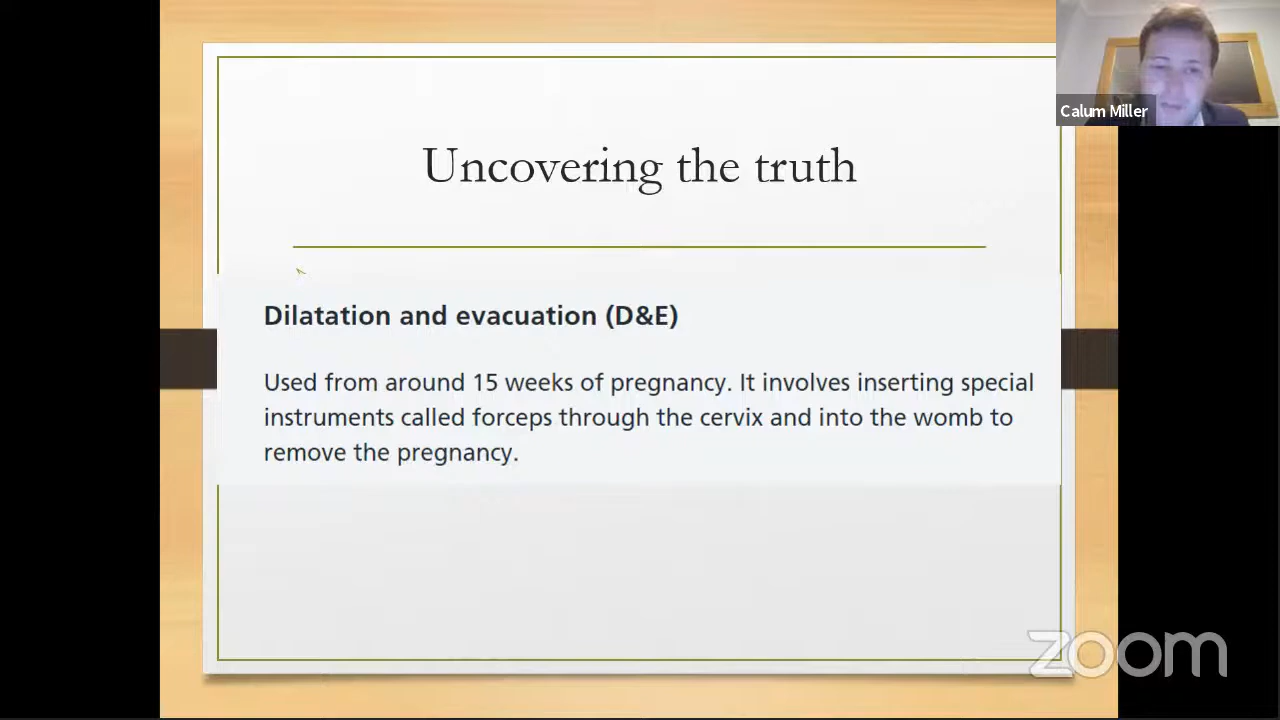 Calum Miller
Uncovering the truth
Dilatation and evacuation (D&E)
Used from around 15 weeks of pregnancy. It involves inserting special
instruments called forceps through the cervix and into the womb to
remove the pregnancy.
zoom